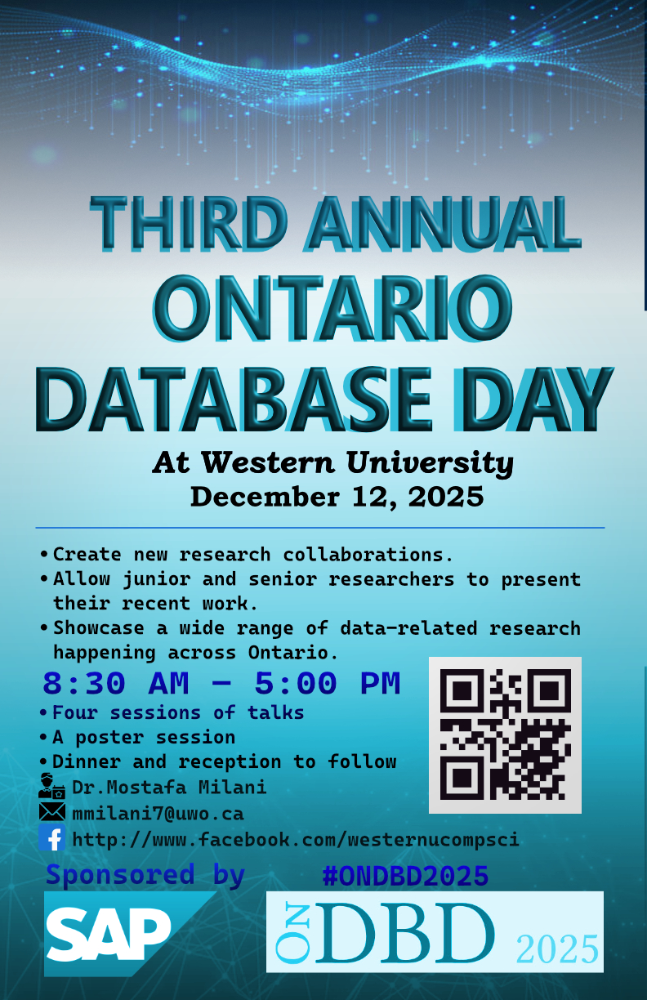 THIRD ANNUAL
ONTARIO
DATABASE DAY
At Western University
December 12, 2025
• Create new research collaborations.
• Allow junior and senior researchers to present
their recent work.
• Showcase a wide range of data-related research
happening across Ontario.
8:30 AM – 5:00 PM
• Four sessions of talks
• A poster session
• Dinner and reception to follow
Dr.Mostafa Milani
mmilani7@uwo.ca
http://www.facebook.com/westernucompsci
Sponsored by #ONDBD2025
SAP
ON DBD 2025